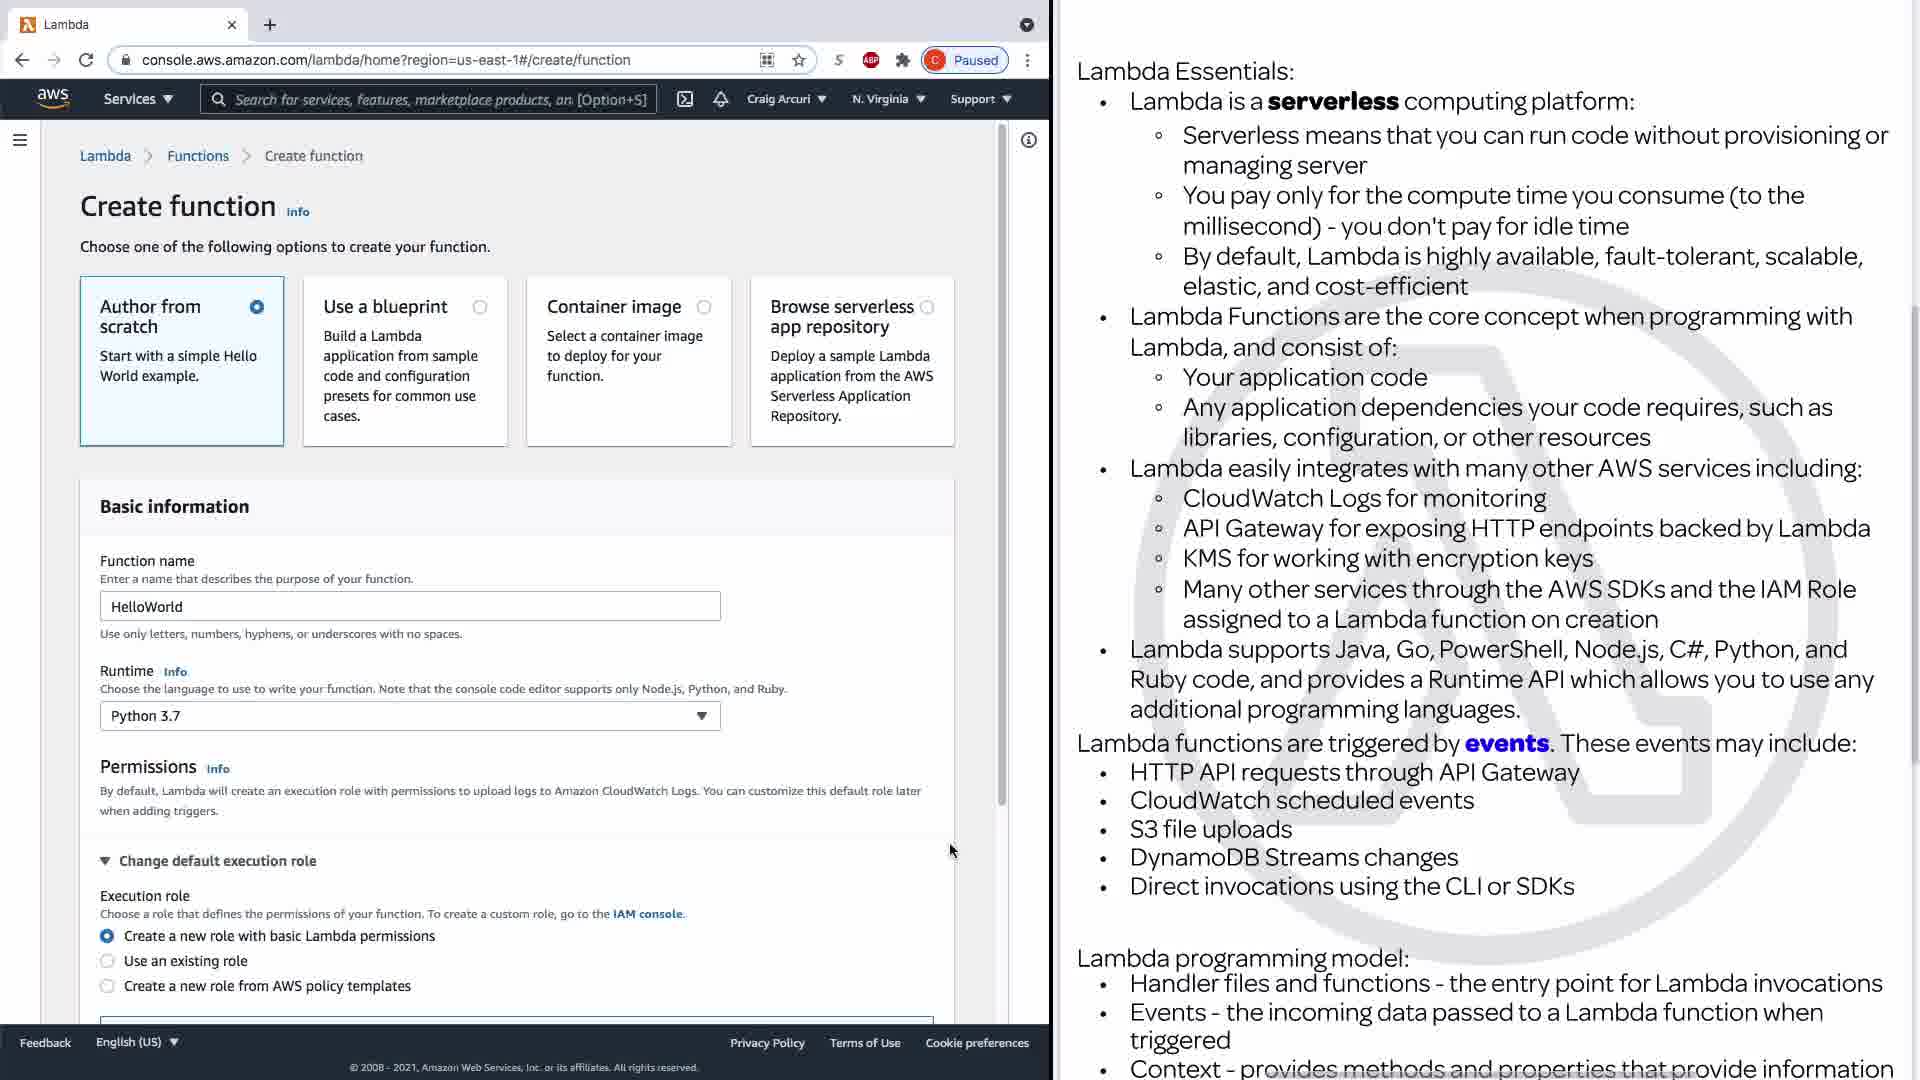 Lambda
console.aws.amazon.com/lambda/home?region=us-east-1#/create/function
ABP
C Paused
aws
Services
Search for services, features, marketplace products, an [Option+S]
Craig Arcuri
N. Virginia
Support
Lambda > Functions > Create function
Create function Info
Choose one of the following options to create your function.
Author from
scratch
Start with a simple Hello
World example.
Use a blueprint
Build a Lambda
application from sample
code and configuration
presets for common use
cases.
Container image
Select a container image
to deploy for your
function.
Browse serverless
app repository
Deploy a sample Lambda
application from the AWS
Serverless Application
Repository.
Basic information
Function name
Enter a name that describes the purpose of your function.
HelloWorld
Use only letters, numbers, hyphens, or underscores with no spaces.
Runtime Info
Choose the language to use to write your function. Note that the console code editor supports only Node.js, Python, and Ruby.
Python 3.7
Permissions Info
By default, Lambda will create an execution role with permissions to upload logs to Amazon CloudWatch Logs. You can customize this default role later
when adding triggers.
Change default execution role
Execution role
Choose a role that defines the permissions of your function. To create a custom role, go to the IAM console.
Create a new role with basic Lambda permissions
Use an existing role
Create a new role from AWS policy templates
Feedback
English (US)
Privacy Policy
Terms of Use
Cookie preferences
© 2008 - 2021, Amazon Web Services, Inc. or its affiliates. All rights reserved.
Lambda Essentials:
• Lambda is a serverless computing platform:
◦ Serverless means that you can run code without provisioning or
managing server
◦ You pay only for the compute time you consume (to the
millisecond) - you don't pay for idle time
◦ By default, Lambda is highly available, fault-tolerant, scalable,
elastic, and cost-efficient
• Lambda Functions are the core concept when programming with
Lambda, and consist of:
◦ Your application code
◦ Any application dependencies your code requires, such as
libraries, configuration, or other resources
• Lambda easily integrates with many other AWS services including:
◦ CloudWatch Logs for monitoring
◦ API Gateway for exposing HTTP endpoints backed by Lambda
◦ KMS for working with encryption keys
◦ Many other services through the AWS SDKs and the IAM Role
assigned to a Lambda function on creation
• Lambda supports Java, Go, PowerShell, Node.js, C#, Python, and
Ruby code, and provides a Runtime API which allows you to use any
additional programming languages.
Lambda functions are triggered by events. These events may include:
• HTTP API requests through API Gateway
• CloudWatch scheduled events
• S3 file uploads
• DynamoDB Streams changes
• Direct invocations using the CLI or SDKs
Lambda programming model:
• Handler files and functions - the entry point for Lambda invocations
• Events - the incoming data passed to a Lambda function when
triggered
• Context - provides methods and properties that provide information